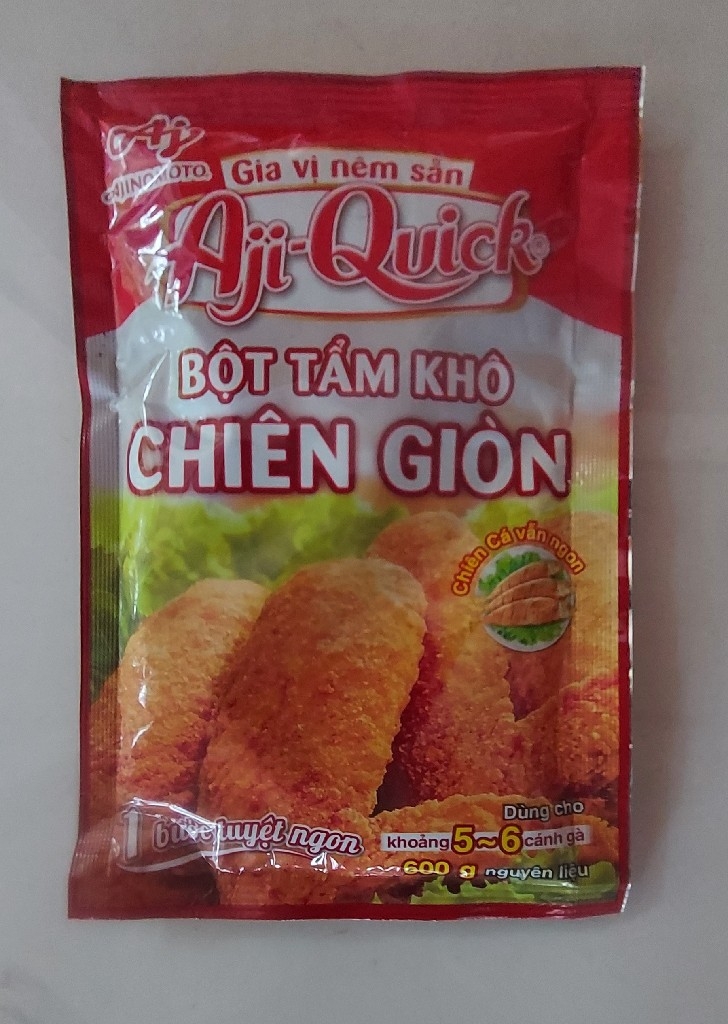 Aj
AJINOMOTO®
Gia vị nêm sẵn
Aji-Quick®
BỘT TẨM KHÔ
CHIÊN GIÒN
Chiên Cá vẫn ngon
1 bước tuyệt ngon
Dùng cho
khoảng 5~6 cánh gà
600 g nguyên liệu